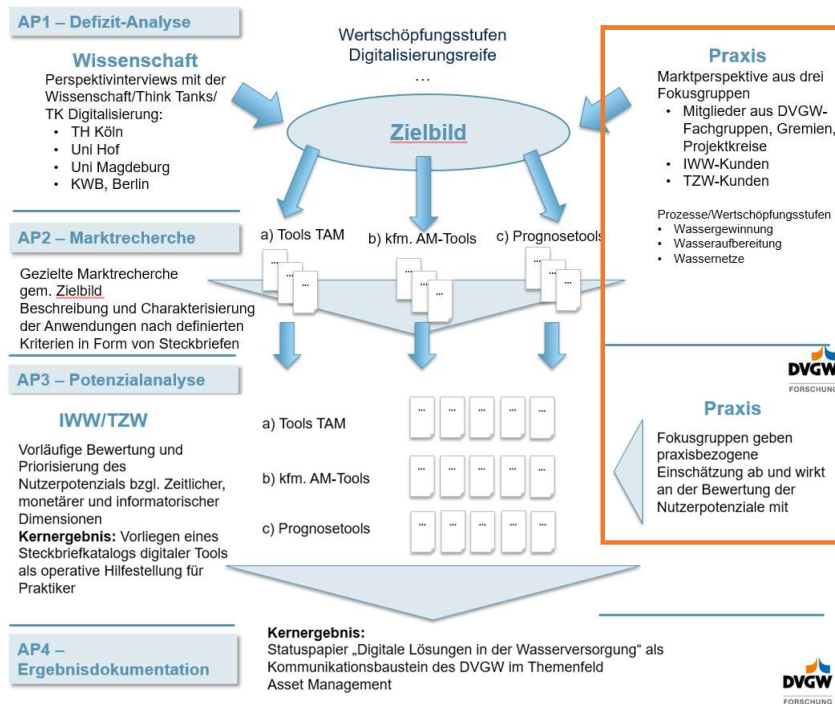 AP1 – Defizit-Analyse
Wissenschaft
Perspektivinterviews mit der
Wissenschaft/Think Tanks/
TK Digitalisierung:
• TH Köln
• Uni Hof
• Uni Magdeburg
• KWB, Berlin
Wertschöpfungsstufen
Digitalisierungsreife
...
Zielbild
Praxis
Marktperspektive aus drei
Fokusgruppen
• Mitglieder aus DVGW-
Fachgruppen, Gremien,
Projektkreise
• IWW-Kunden
• TZW-Kunden
Prozesse/Wertschöpfungsstufen
• Wassergewinnung
• Wasseraufbereitung
• Wassernetze
AP2 – Marktrecherche
Gezielte Marktrecherche
gem. Zielbild
Beschreibung und Charakterisierung
der Anwendungen nach definierten
Kriterien in Form von Steckbriefen
a) Tools TAM
b) kfm. AM-Tools
c) Prognosetools
... ... ...
... ... ...
... ... ...
DVGW
FORSCHUNG
AP3 – Potenzialanalyse
IWW/TZW
Vorläufige Bewertung und
Priorisierung des
Nutzerpotenzials bzgl. Zeitlicher,
monetärer und informatorischer
Dimensionen
Kernergebnis: Vorliegen eines
Steckbriefkatalogs digitaler Tools
als operative Hilfestellung für
Praktiker
a) Tools TAM ... ... ... ... ...
b) kfm. AM-Tools ... ... ... ... ...
c) Prognosetools ... ... ... ... ...
Praxis
Fokusgruppen geben
praxisbezogene
Einschätzung ab und wirkt
an der Bewertung der
Nutzerpotenziale mit
AP4 –
Ergebnisdokumentation
Kernergebnis:
Statuspapier „Digitale Lösungen in der Wasserversorgung“ als
Kommunikationsbaustein des DVGW im Themenfeld
Asset Management
DVGW
FORSCHUNG